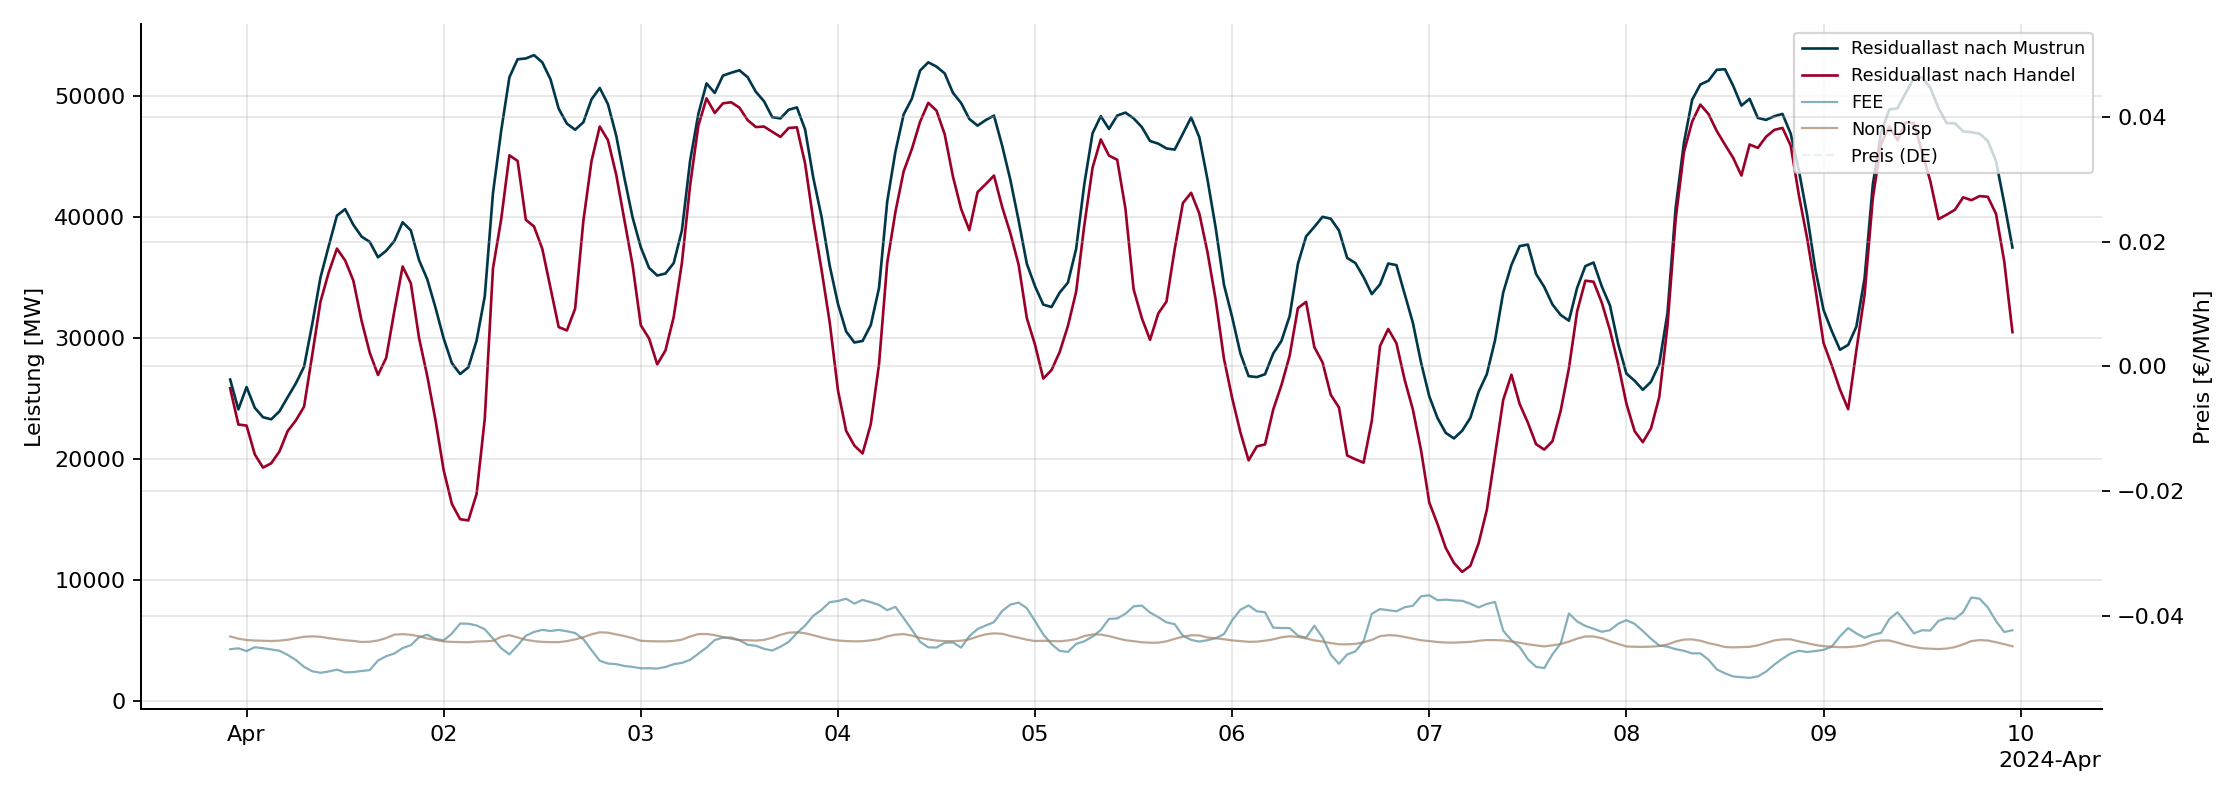 Residuallast nach Mustrun
Residuallast nach Handel
FEE
Non-Disp
Preis (DE)
Leistung [MW]
50000
40000
30000
20000
10000
0
Preis [€/MWh]
0.04
0.02
0.00
−0.02
−0.04
Apr 02 03 04 05 06 07 08 09 10
2024-Apr